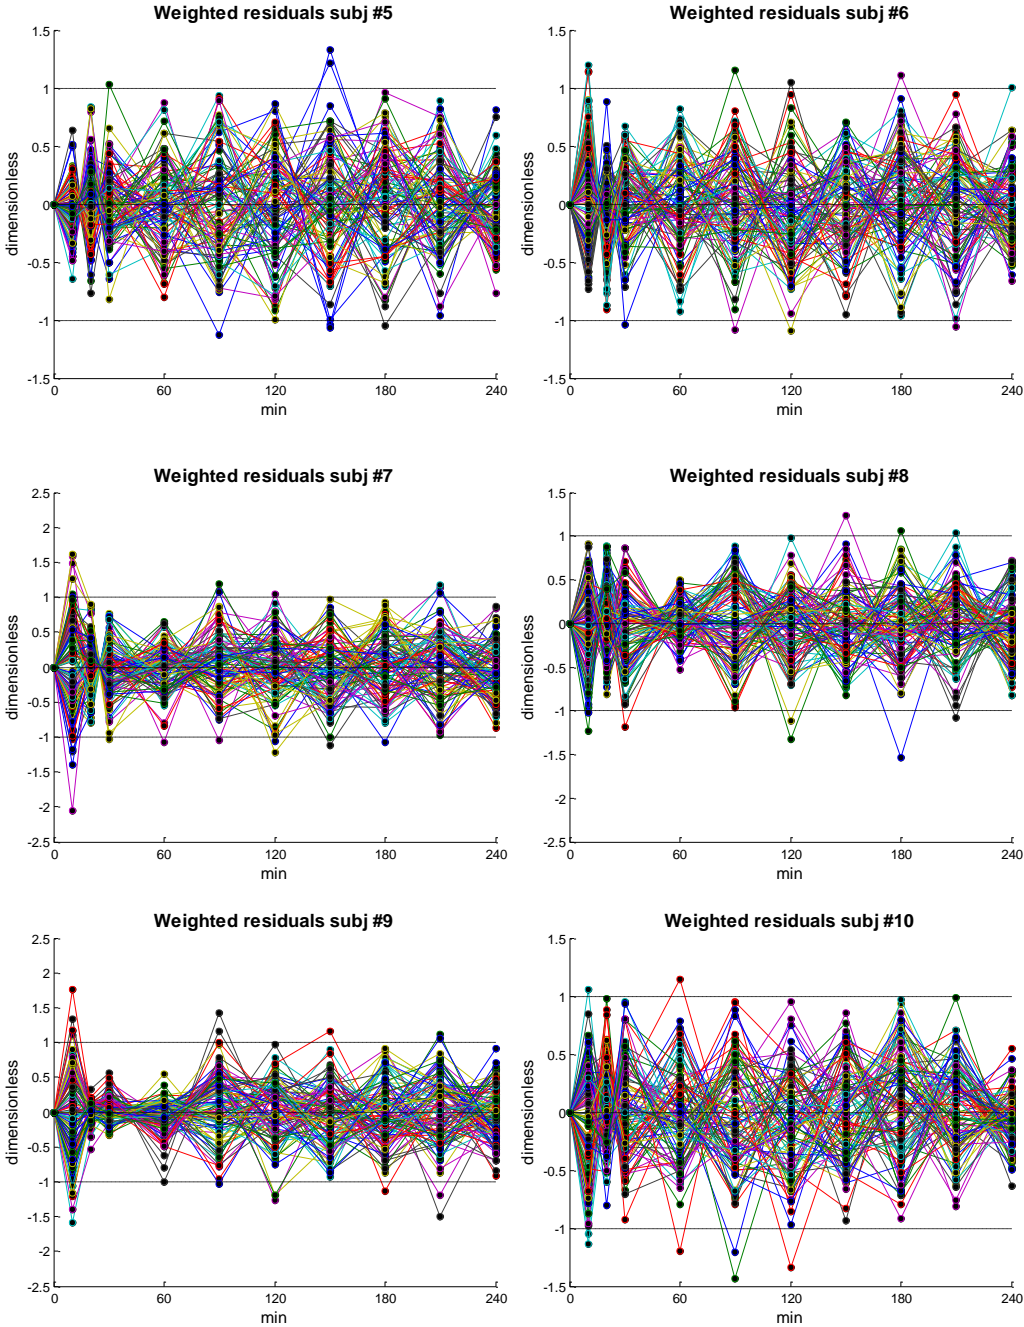 Weighted residuals subj #5
1.5
1
0.5
0
-0.5
-1
-1.5
dimensionless
0 60 120 180 240
min
Weighted residuals subj #6
1.5
1
0.5
0
-0.5
-1
-1.5
dimensionless
0 60 120 180 240
min
Weighted residuals subj #7
2.5
2
1.5
1
0.5
0
-0.5
-1
-1.5
-2
-2.5
dimensionless
0 60 120 180 240
min
Weighted residuals subj #8
1.5
1
0.5
0
-0.5
-1
-1.5
-2
-2.5
dimensionless
0 60 120 180 240
min
Weighted residuals subj #9
2.5
2
1.5
1
0.5
0
-0.5
-1
-1.5
-2
-2.5
dimensionless
0 60 120 180 240
min
Weighted residuals subj #10
1.5
1
0.5
0
-0.5
-1
-1.5
dimensionless
0 60 120 180 240
min